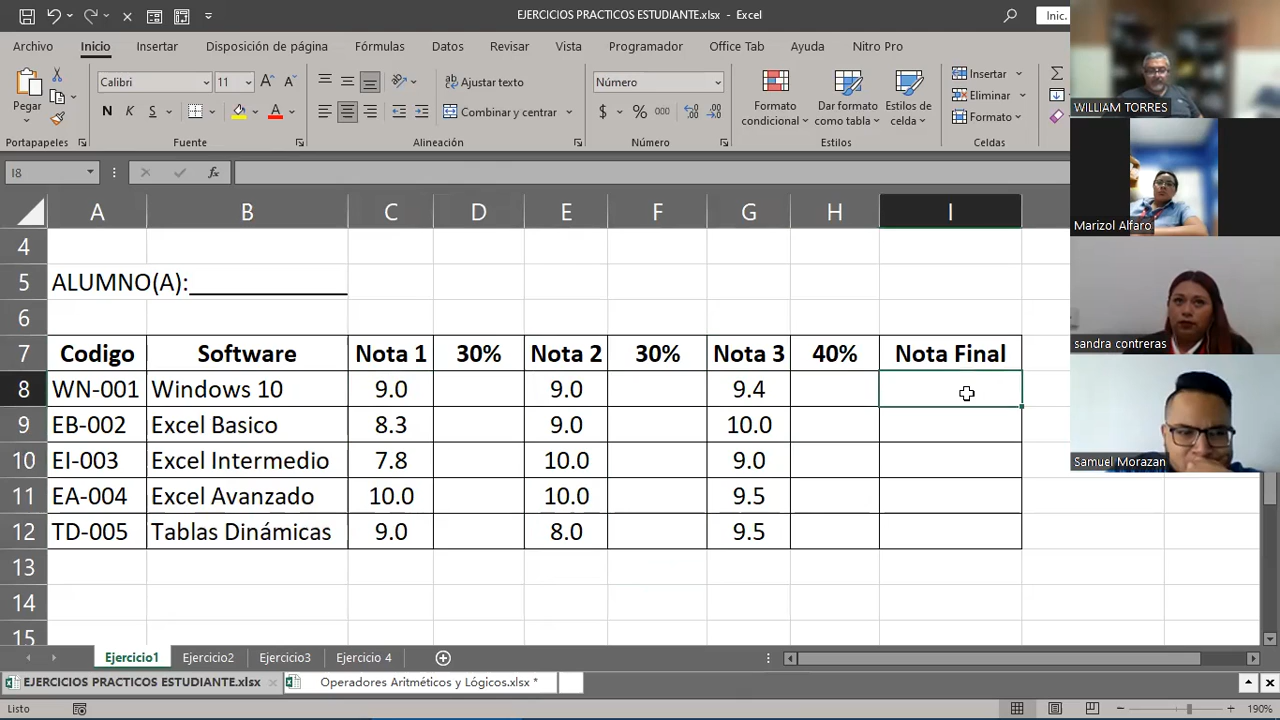 EJERCICIOS PRACTICOS ESTUDIANTE.xlsx - Excel
Inic.
Archivo Inicio Insertar Disposición de página Fórmulas Datos Revisar Vista Programador Office Tab Ayuda Nitro Pro
Pegar
Calibri 11
N K S
Ajustar texto
Combinar y centrar
Número
$ % 000
Formato condicional
Dar formato como tabla
Estilos de celda
Insertar
Eliminar
Formato
Portapapeles Fuente Alineación Número Estilos Celdas
I8 fx
A B C D E F G H I
4
5 ALUMNO(A):____________
6
7 Codigo Software Nota 1 30% Nota 2 30% Nota 3 40% Nota Final
8 WN-001 Windows 10 9.0 9.0 9.4
9 EB-002 Excel Basico 8.3 9.0 10.0
10 EI-003 Excel Intermedio 7.8 10.0 9.0
11 EA-004 Excel Avanzado 10.0 10.0 9.5
12 TD-005 Tablas Dinámicas 9.0 8.0 9.5
13
14
15
Ejercicio1 Ejercicio2 Ejercicio3 Ejercicio 4
EJERCICIOS PRACTICOS ESTUDIANTE.xlsx Operadores Aritméticos y Lógicos.xlsx *
Listo 190%
WILLIAM TORRES
Marizol Alfaro
sandra contreras
Samuel Morazan